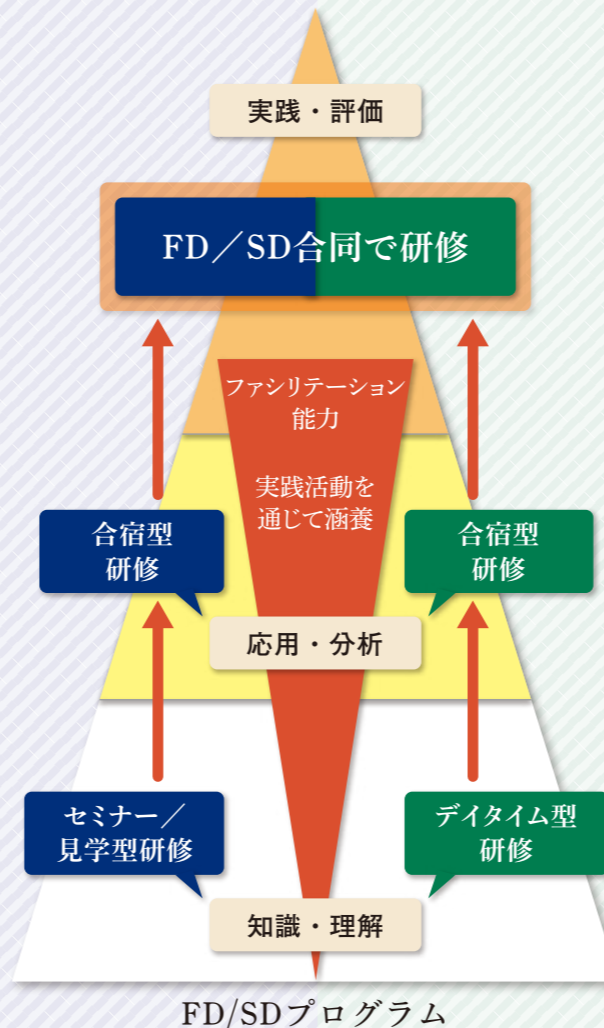 実践・評価
FD／SD合同で研修
ファシリテーション
能力
実践活動を
通じて涵養
合宿型
研修
合宿型
研修
応用・分析
セミナー／
見学型研修
デイタイム型
研修
知識・理解
FD/SDプログラム